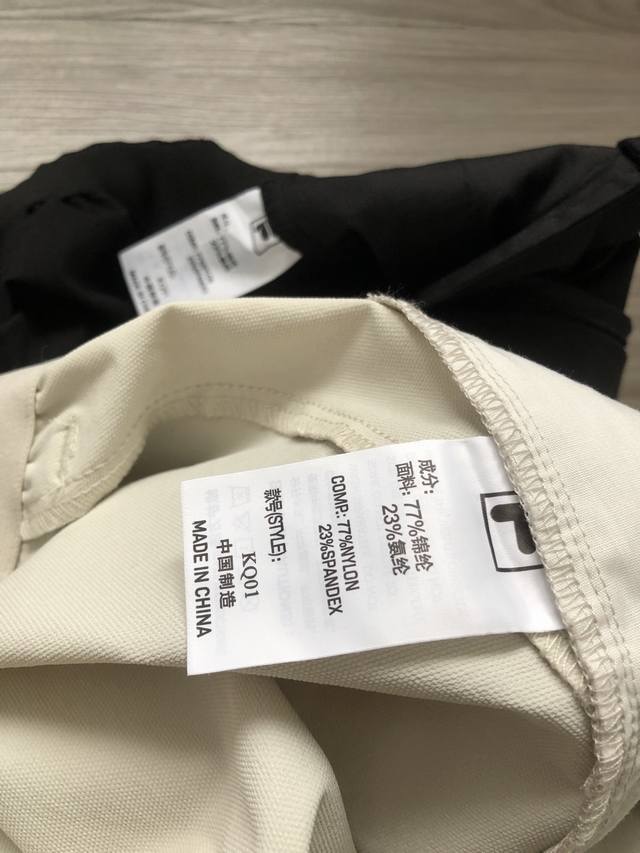 成分:
面料: 77%锦纶
23%氨纶
COMP.: 77%NYLON
23%SPANDEX
款号(STYLE):
KQ01
中国制造
MADE IN CHINA